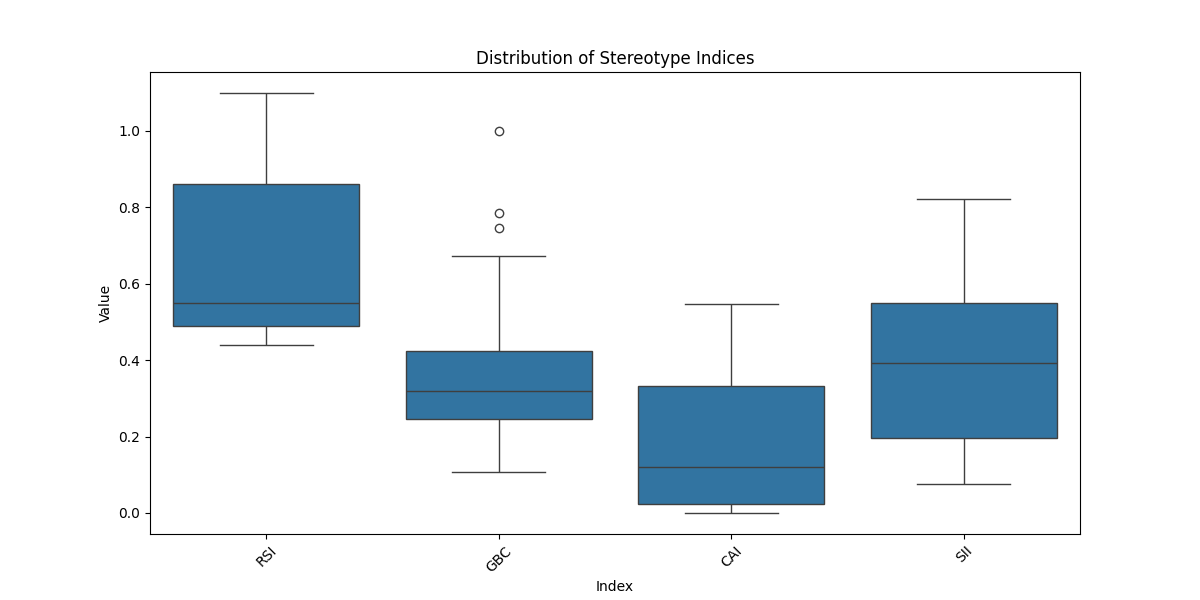 Distribution of Stereotype Indices
1.0
0.8
0.6
0.4
0.2
0.0
Value
RSI
GBC
CAI
SII
Index